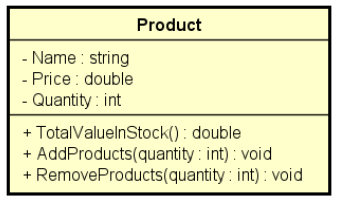 Product
- Name : string
- Price : double
- Quantity : int
+ TotalValueInStock() : double
+ AddProducts(quantity : int) : void
+ RemoveProducts(quantity : int) : void